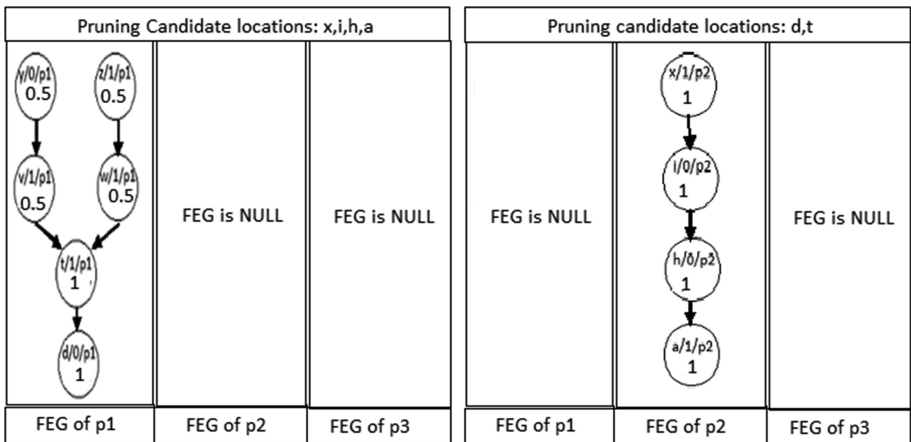 Pruning Candidate locations: x,i,h,a
y/0/p1
0.5
z/1/p1
0.5
v/1/p1
0.5
w/1/p1
0.5
t/1/p1
1
d/0/p1
1
FEG is NULL
FEG is NULL
FEG of p1
FEG of p2
FEG of p3
Pruning candidate locations: d,t
FEG is NULL
x/1/p2
1
i/0/p2
1
h/0/p2
1
a/1/p2
1
FEG is NULL
FEG of p1
FEG of p2
FEG of p3